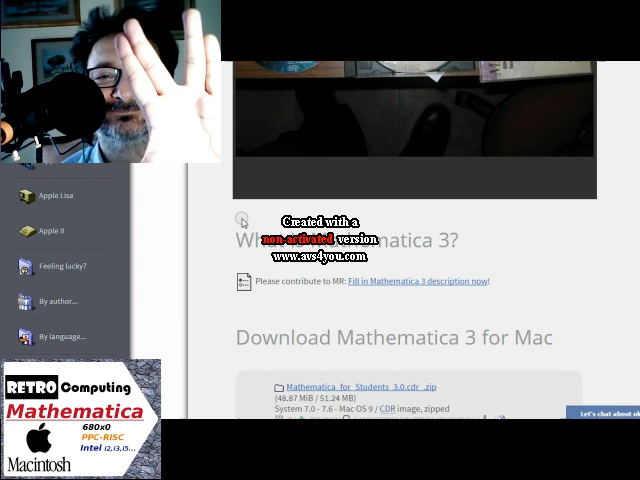 Apple Lisa
Apple II
Feeling lucky?
By author...
By language...
Created with a
non-activated version
www.avs4you.com
What is Mathematica 3?
Please contribute to MR: Fill in Mathematica 3 description now!
Download Mathematica 3 for Mac
Mathematica_for_Students_3.0.cdr_.zip
(48.87 MiB / 51.24 MB)
System 7.0 - 7.6 - Mac OS 9 / CDR image, zipped
Let's chat about
RETRO Computing
Mathematica
680x0
PPC-RISC
Intel i2,i3,i5...
Macintosh